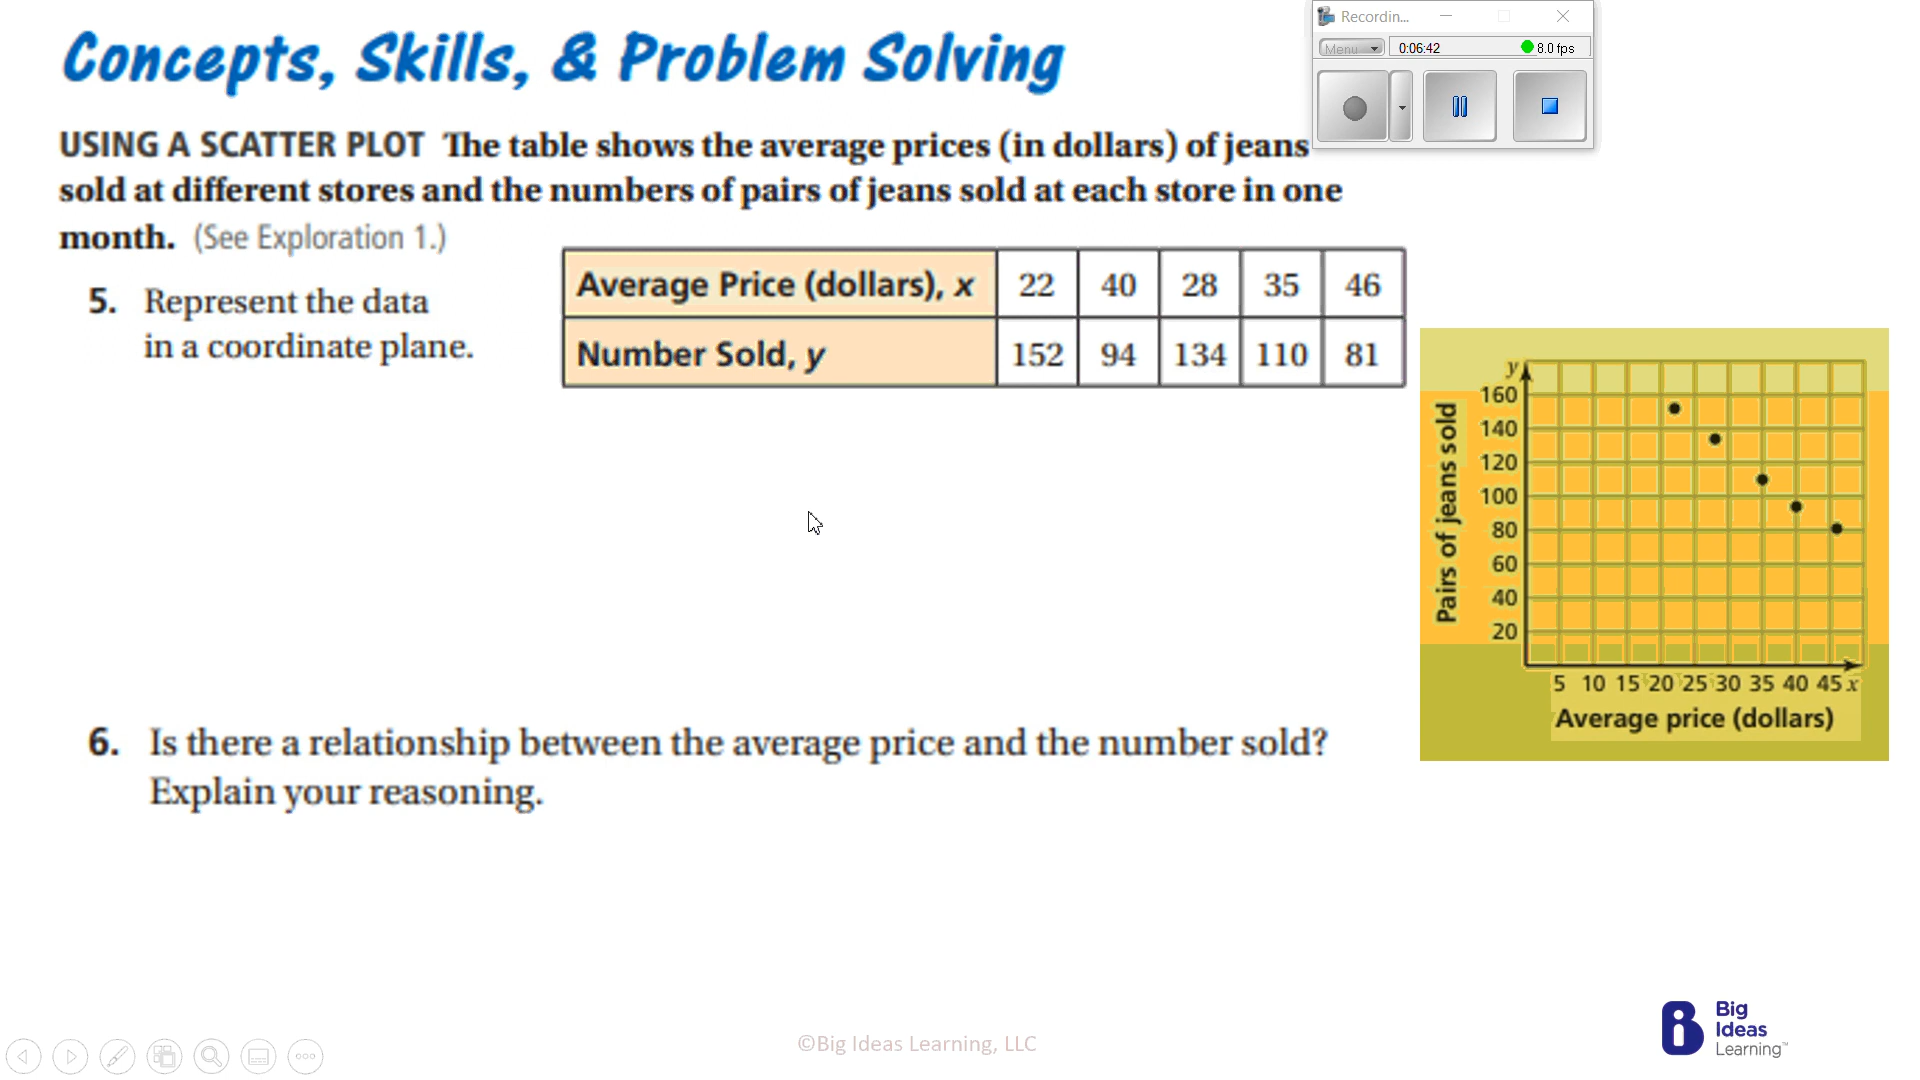 Concepts, Skills, & Problem Solving
Recordin...
Menu
0:06:42
8.0 fps
USING A SCATTER PLOT The table shows the average prices (in dollars) of jeans
sold at different stores and the numbers of pairs of jeans sold at each store in one
month. (See Exploration 1.)
5. Represent the data
in a coordinate plane.
Average Price (dollars), x 22 40 28 35 46
Number Sold, y 152 94 134 110 81
y
160
140
120
100
80
60
40
20
Pairs of jeans sold
5 10 15 20 25 30 35 40 45 x
Average price (dollars)
6. Is there a relationship between the average price and the number sold?
Explain your reasoning.
©Big Ideas Learning, LLC
Big
Ideas
Learning™